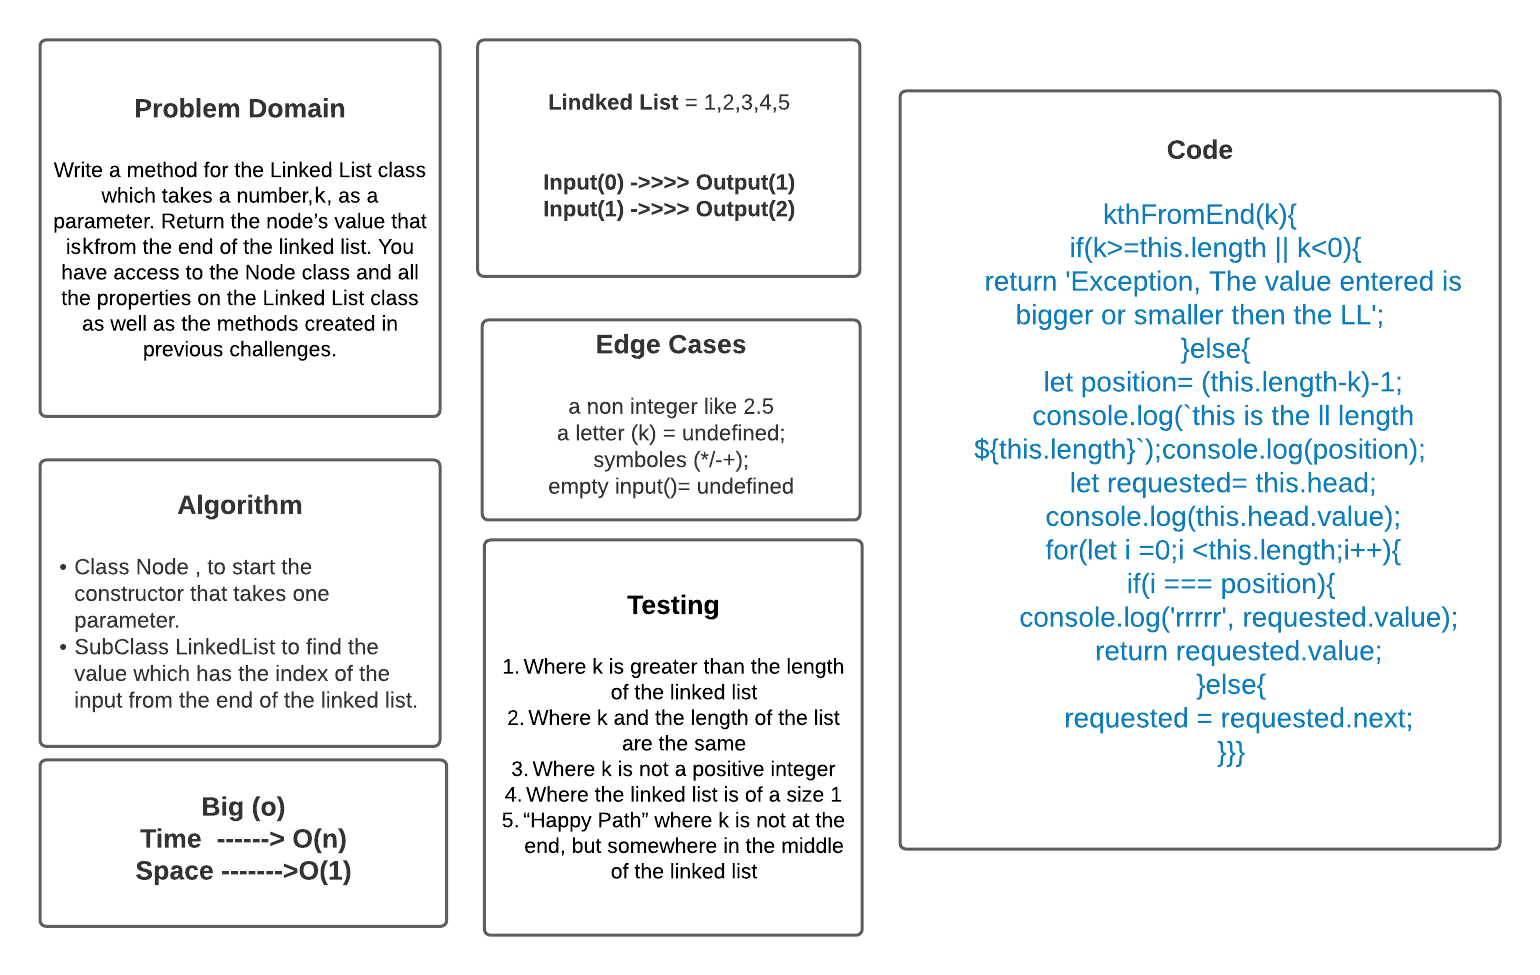 Problem Domain
Write a method for the Linked List class
which takes a number,k, as a
parameter. Return the node's value that
iskfrom the end of the linked list. You
have access to the Node class and all
the properties on the Linked List class
as well as the methods created in
previous challenges.
Algorithm
• Class Node , to start the
constructor that takes one
parameter.
• SubClass LinkedList to find the
value which has the index of the
input from the end of the linked list.
Big (o)
Time ------> O(n)
Space ------->O(1)
Lindked List = 1,2,3,4,5
Input(0) ->>>> Output(1)
Input(1) ->>>> Output(2)
Edge Cases
a non integer like 2.5
a letter (k) = undefined;
symboles (*/-+);
empty input()= undefined
Testing
1. Where k is greater than the length
of the linked list
2. Where k and the length of the list
are the same
3. Where k is not a positive integer
4. Where the linked list is of a size 1
5. “Happy Path” where k is not at the
end, but somewhere in the middle
of the linked list
Code
kthFromEnd(k){
if(k>=this.length || k<0){
return 'Exception, The value entered is
bigger or smaller then the LL';
}else{
let position= (this.length-k)-1;
console.log(`this is the ll length
${this.length}`);console.log(position);
let requested= this.head;
console.log(this.head.value);
for(let i =0;i <this.length;i++){
if(i === position){
console.log('rrrrr', requested.value);
return requested.value;
}else{
requested = requested.next;
}}}